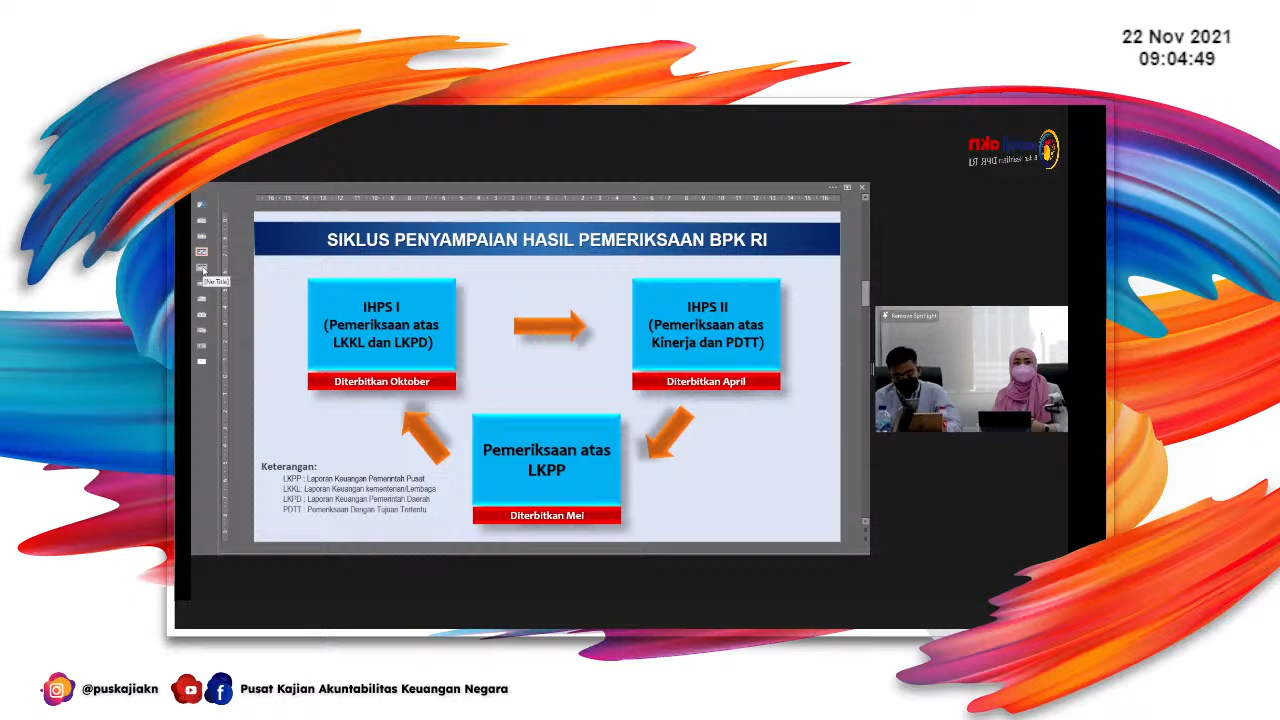 22 Nov 2021
09:04:49
SIKLUS PENYAMPAIAN HASIL PEMERIKSAAN BPK RI
IHPS I
(Pemeriksaan atas
LKKL dan LKPD)
Diterbitkan Oktober
IHPS II
(Pemeriksaan atas
Kinerja dan PDTT)
Diterbitkan April
Pemeriksaan atas
LKPP
Diterbitkan Mei
Keterangan:
LKPP : Laporan Keuangan Pemerintah Pusat
LKKL: Laporan Keuangan kementerian/Lembaga
LKPD : Laporan Keuangan Pemerintah Daerah
PDTT : Pemeriksaan Dengan Tujuan Tertentu
[No Title]
Remove Spotlight
@puskajiakn
Pusat Kajian Akuntabilitas Keuangan Negara